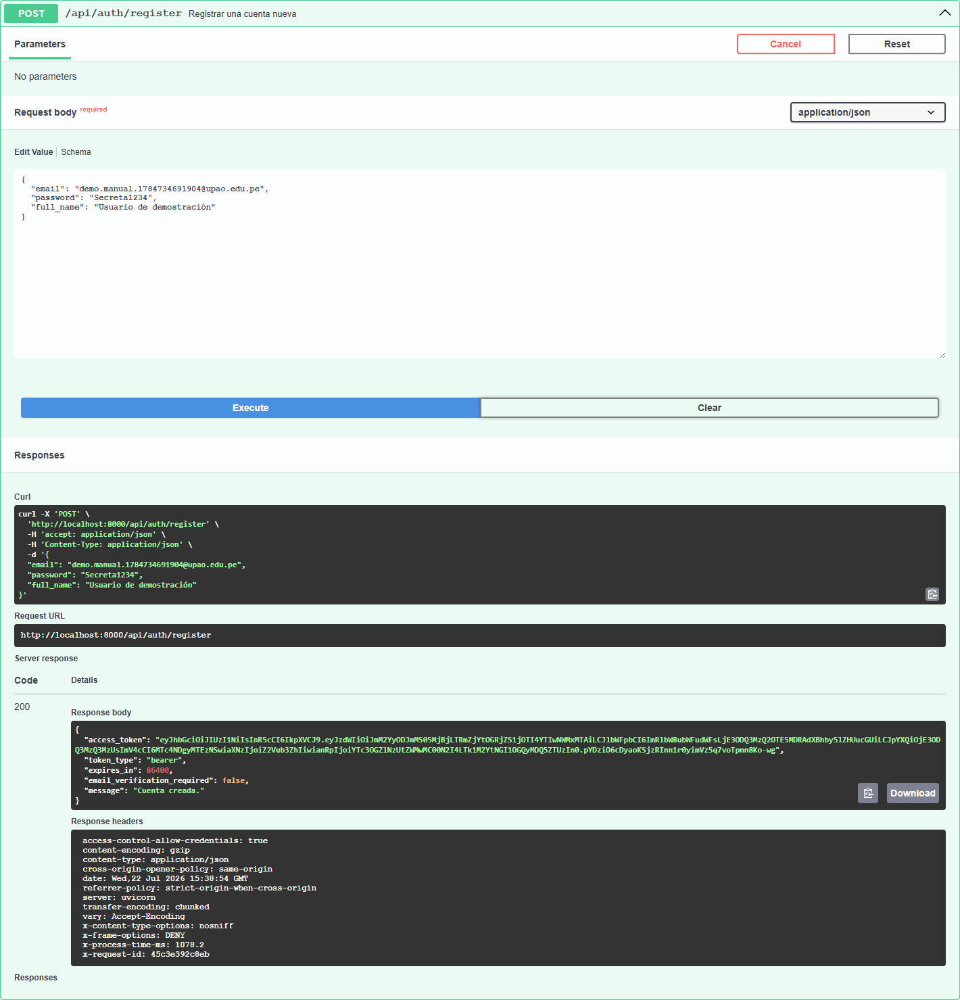 POST /api/auth/register Registrar una cuenta nueva
Parameters
Cancel
Reset
No parameters
Request body required
application/json
Edit Value | Schema
{
  "email": "demo.manual.1784734691904@upao.edu.pe",
  "password": "Secreta1234",
  "full_name": "Usuario de demostración"
}
Execute
Clear
Responses
Curl
curl -X 'POST' \
  'http://localhost:8000/api/auth/register' \
  -H 'accept: application/json' \
  -H 'Content-Type: application/json' \
  -d '{
  "email": "demo.manual.1784734691904@upao.edu.pe",
  "password": "Secreta1234",
  "full_name": "Usuario de demostración"
}'
Request URL
http://localhost:8000/api/auth/register
Server response
Code Details
200
Response body
{
  "access_token":
  "token_type": "bearer",
  "expires_in": 86400,
  "email_verification_required": false,
  "message": "Cuenta creada."
}
Download
Response headers
access-control-allow-credentials: true
content-encoding: gzip
content-type: application/json
cross-origin-opener-policy: same-origin
date: Wed,22 Jul 2026 15:38:54 GMT
referrer-policy: strict-origin-when-cross-origin
server: uvicorn
transfer-encoding: chunked
vary: Accept-Encoding
x-content-type-options: nosniff
x-frame-options: DENY
x-process-time-ms: 1078.2
x-request-id: 45c3e392c8eb
Responses